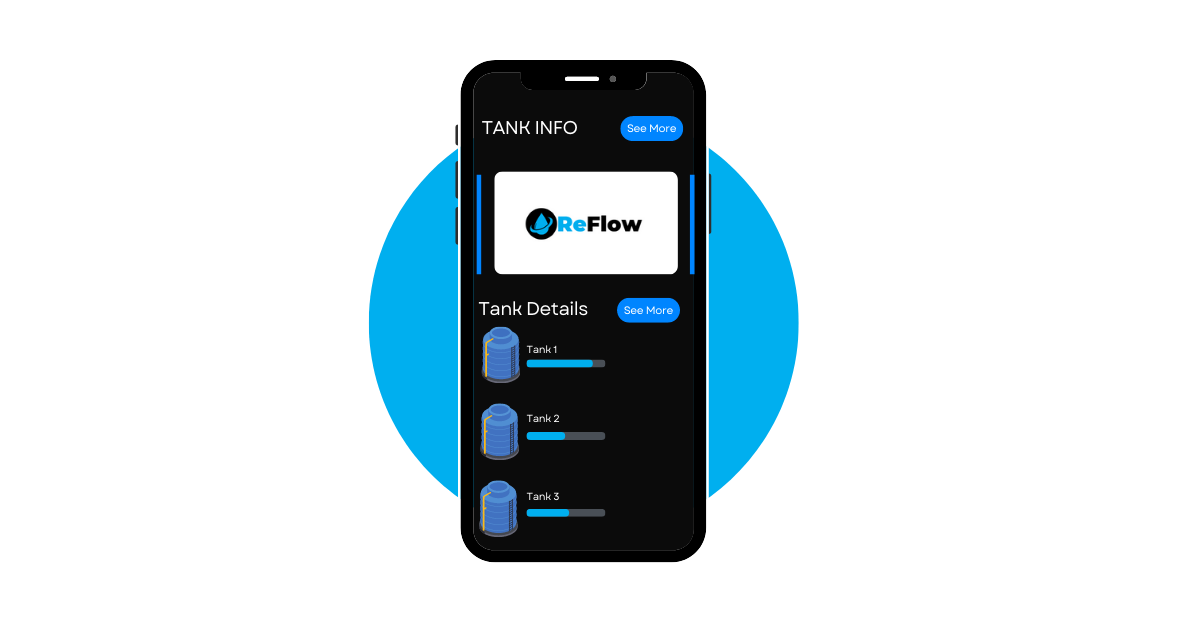 TANK INFO
See More
ReFlow
Tank Details
See More
Tank 1
Tank 2
Tank 3